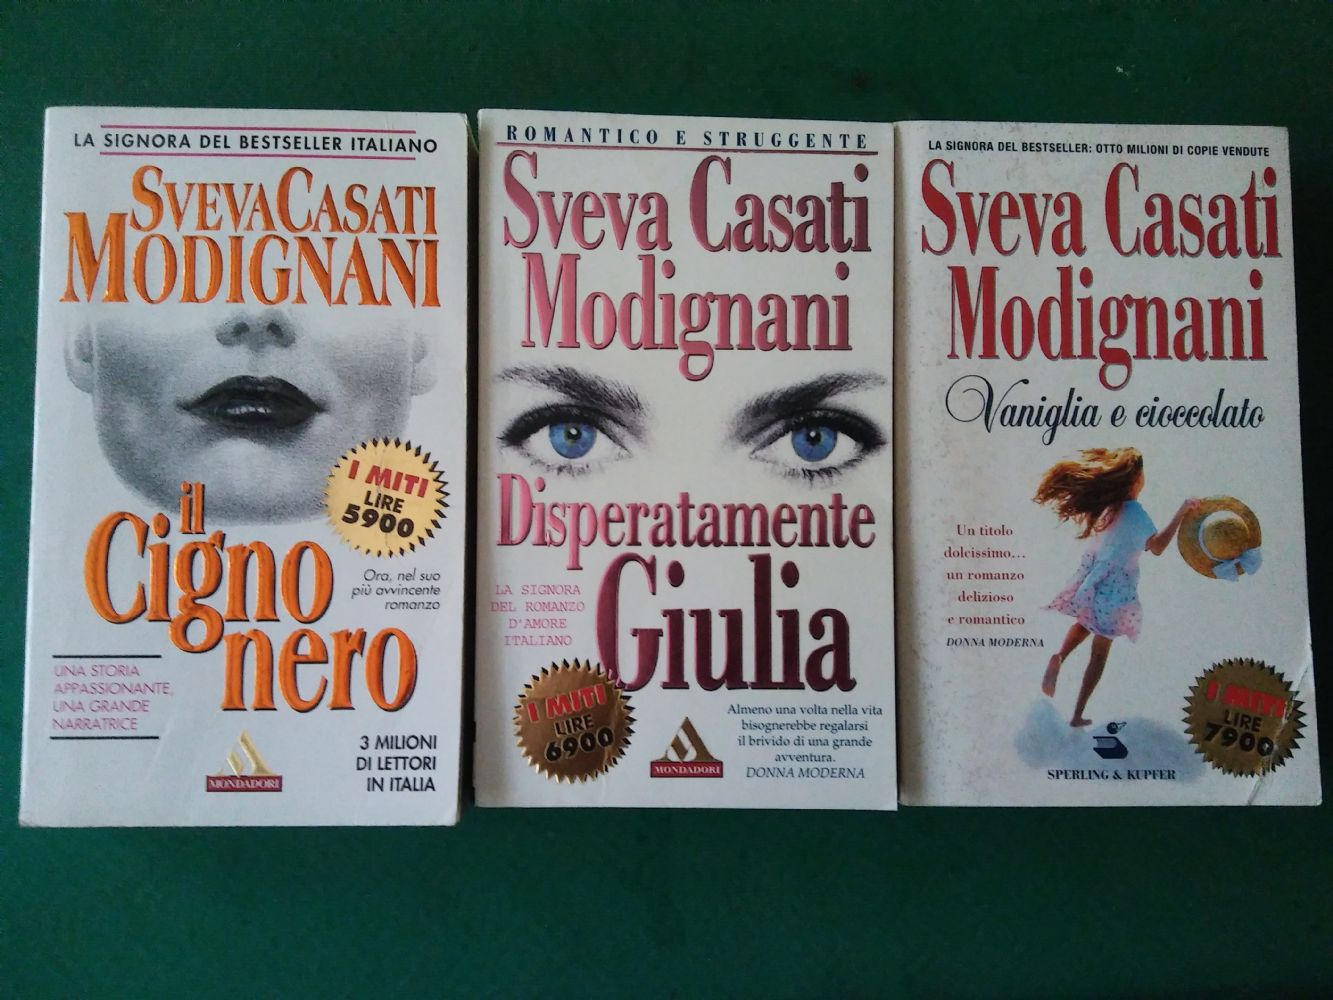 LA SIGNORA DEL BESTSELLER ITALIANO
SVEVA CASATI
MODIGNANI
I MITI
LIRE
5900
il
Cigno
nero
Ora, nel suo
più avvincente
romanzo
UNA STORIA
APPASSIONANTE,
UNA GRANDE
NARRATRICE
MONDADORI
3 MILIONI
DI LETTORI
IN ITALIA
ROMANTICO E STRUGGENTE
Sveva Casati
Modignani
Disperatamente
Giulia
LA SIGNORA
DEL ROMANZO
D'AMORE
ITALIANO
I MITI
LIRE
6900
MONDADORI
Almeno una volta nella vita
bisognerebbe regalarsi
il brivido di una grande
avventura.
DONNA MODERNA
LA SIGNORA DEL BESTSELLER: OTTO MILIONI DI COPIE VENDUTE
Sveva Casati
Modignani
Vaniglia e cioccolato
Un titolo
dolcissimo...
un romanzo
delizioso
e romantico
DONNA MODERNA
I MITI
LIRE
7900
SPERLING & KUPFER